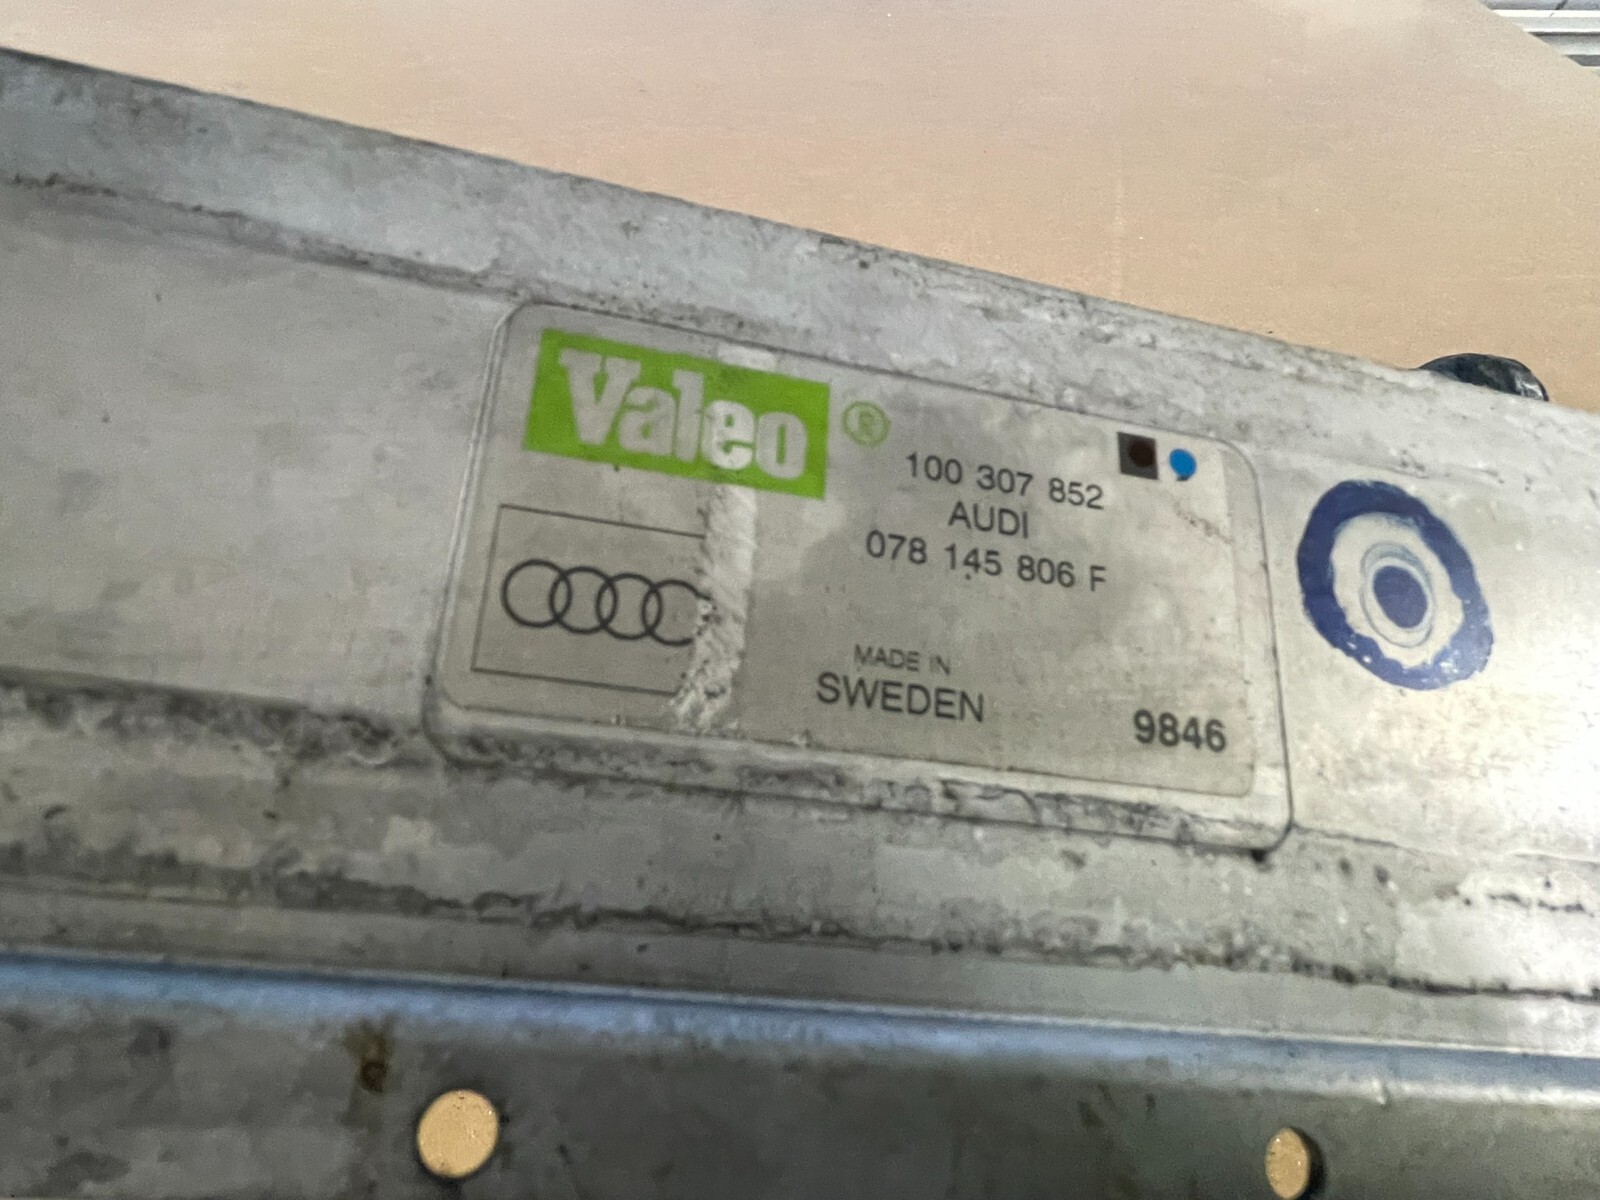 Valeo ®
100 307 852
AUDI
078 145 806 F
MADE IN
SWEDEN
9846